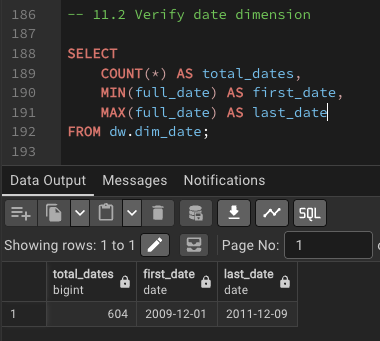 186 -- 11.2 Verify date dimension
187
188 SELECT
189 COUNT(*) AS total_dates,
190 MIN(full_date) AS first_date,
191 MAX(full_date) AS last_date
192 FROM dw.dim_date;
193
Data Output Messages Notifications
SQL
Showing rows: 1 to 1 Page No: 1
total_dates first_date last_date
bigint date date
1 604 2009-12-01 2011-12-09